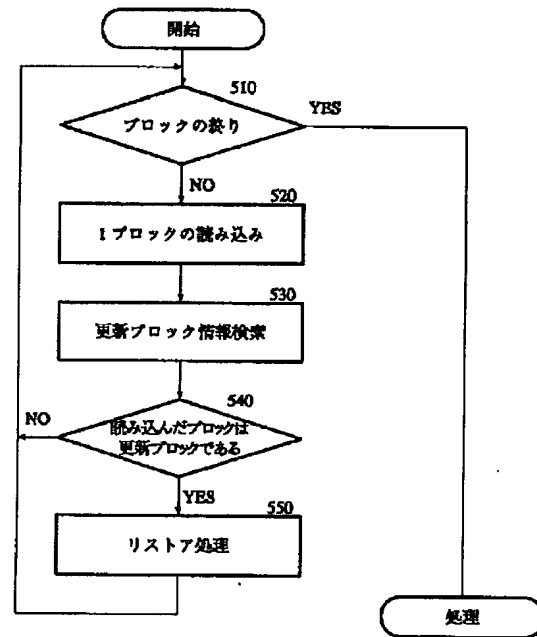 開始
510
ブロックの終り
YES
NO
520
1ブロックの読み込み
530
更新ブロック情報検索
540
NO
読み込んだブロックは
更新ブロックである
YES
550
リストア処理
処理